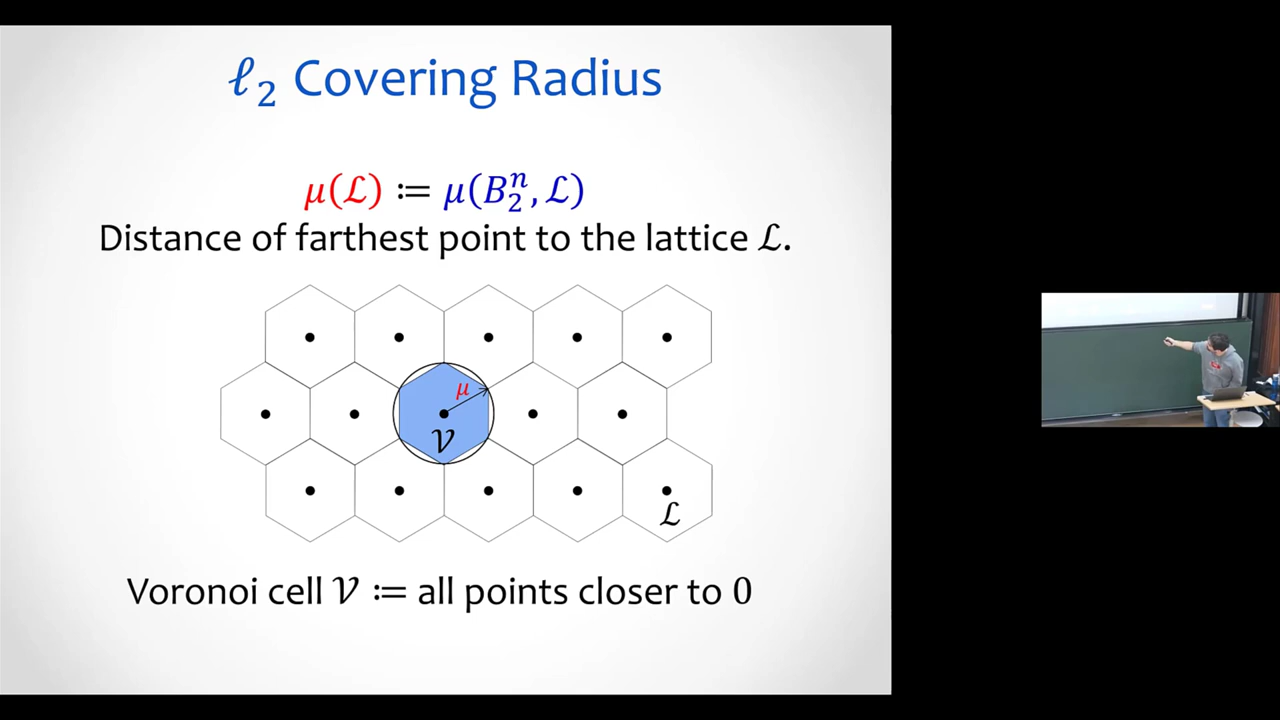 ℓ₂ Covering Radius
μ(ℒ) ≔ μ(B₂ⁿ, ℒ)
Distance of farthest point to the lattice ℒ.
μ
𝒱
ℒ
Voronoi cell 𝒱 ≔ all points closer to 0